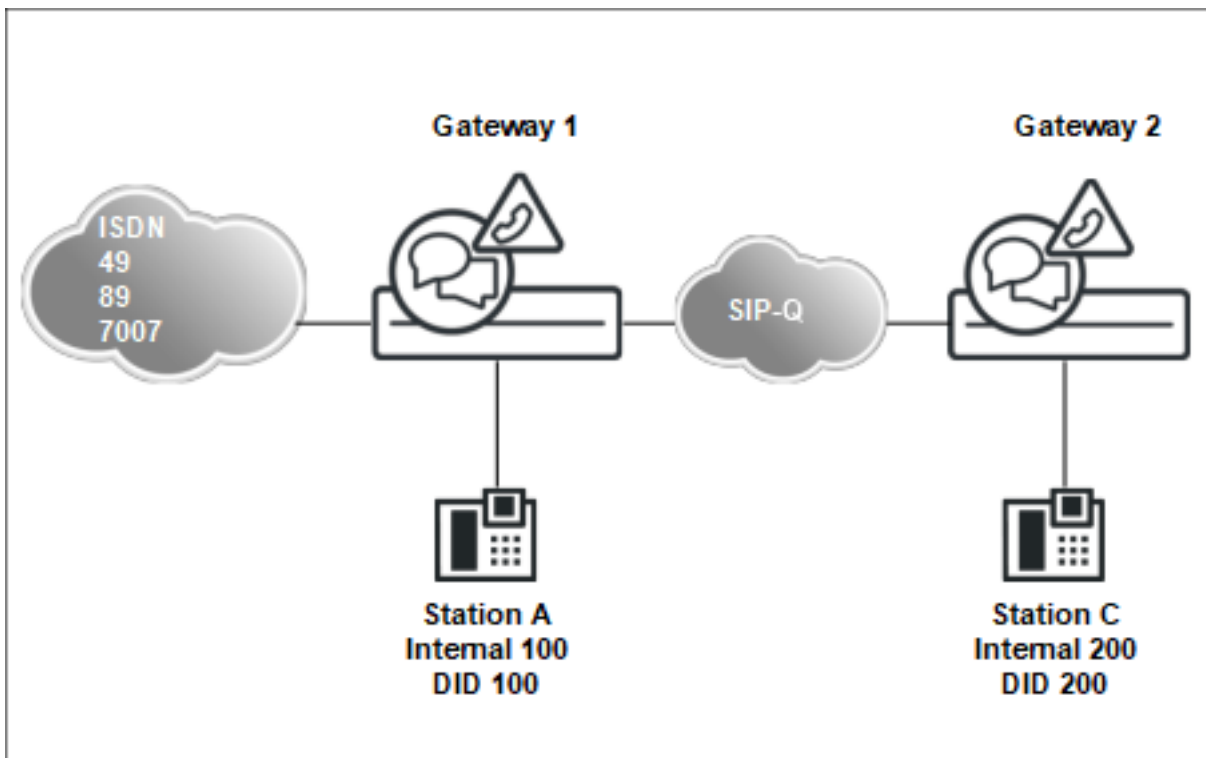 Gateway 1
Gateway 2
ISDN
49
89
7007
SIP-Q
Station A
Internal 100
DID 100
Station C
Internal 200
DID 200